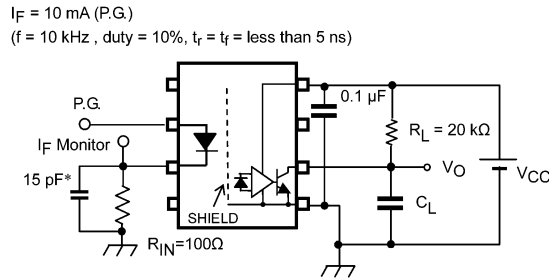 IF = 10 mA (P.G.)
(f = 10 kHz , duty = 10%, tr = tf = less than 5 ns)
P.G.
IF Monitor
15 pF*
RIN=100Ω
SHIELD
0.1 μF
RL = 20 kΩ
VO
VCC
CL